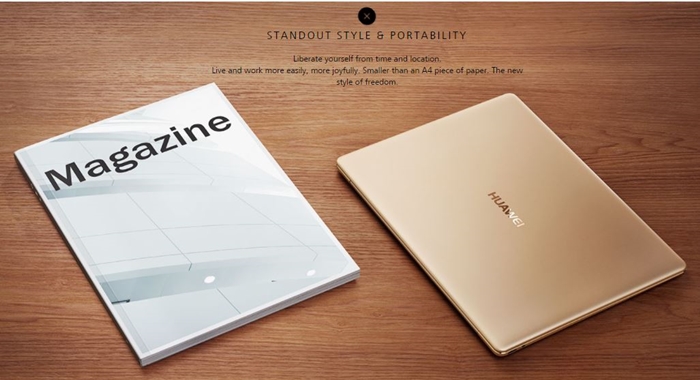 STANDOUT STYLE & PORTABILITY
Liberate yourself from time and location.
Live and work more easily, more joyfully. Smaller than an A4 piece of paper. The new
style of freedom.
Magazine
HUAWEI